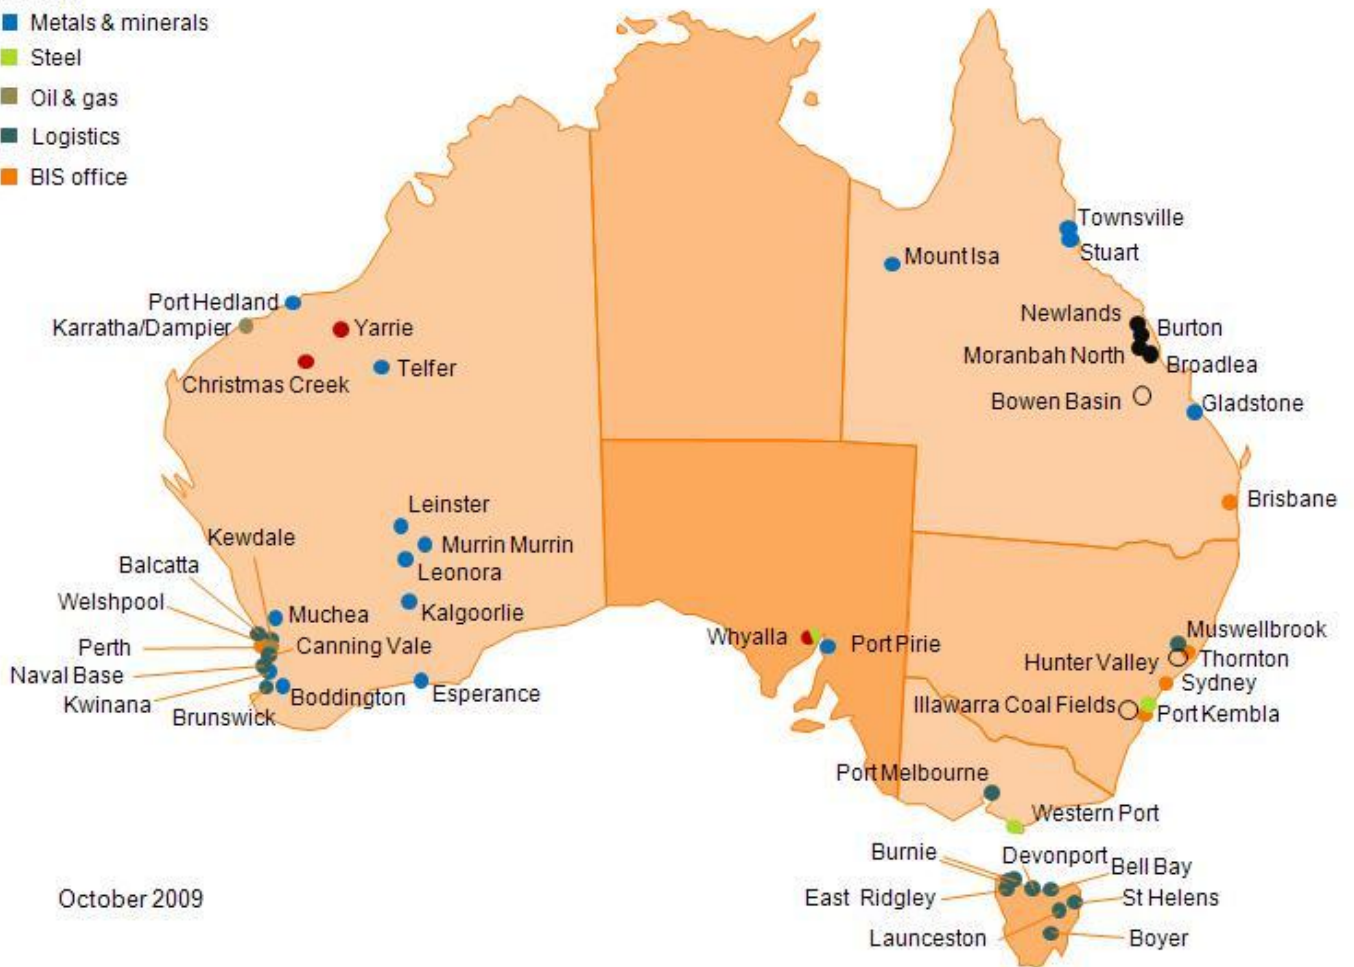 Metals & minerals
Steel
Oil & gas
Logistics
BIS office
Townsville
Stuart
Mount Isa
Port Hedland
Karratha/Dampier
Yarrie
Christmas Creek
Telfer
Newlands
Burton
Moranbah North
Broadlea
Bowen Basin
Gladstone
Brisbane
Leinster
Kewdale
Murrin Murrin
Balcatta
Leonora
Welshpool
Muchea
Kalgoorlie
Perth
Canning Vale
Naval Base
Kwinana
Boddington
Brunswick
Esperance
Whyalla
Port Pirie
Muswellbrook
Hunter Valley
Thornton
Sydney
Illawarra Coal Fields
Port Kembla
Port Melbourne
Western Port
Burnie
Devonport
Bell Bay
East Ridgley
St Helens
Launceston
Boyer
October 2009